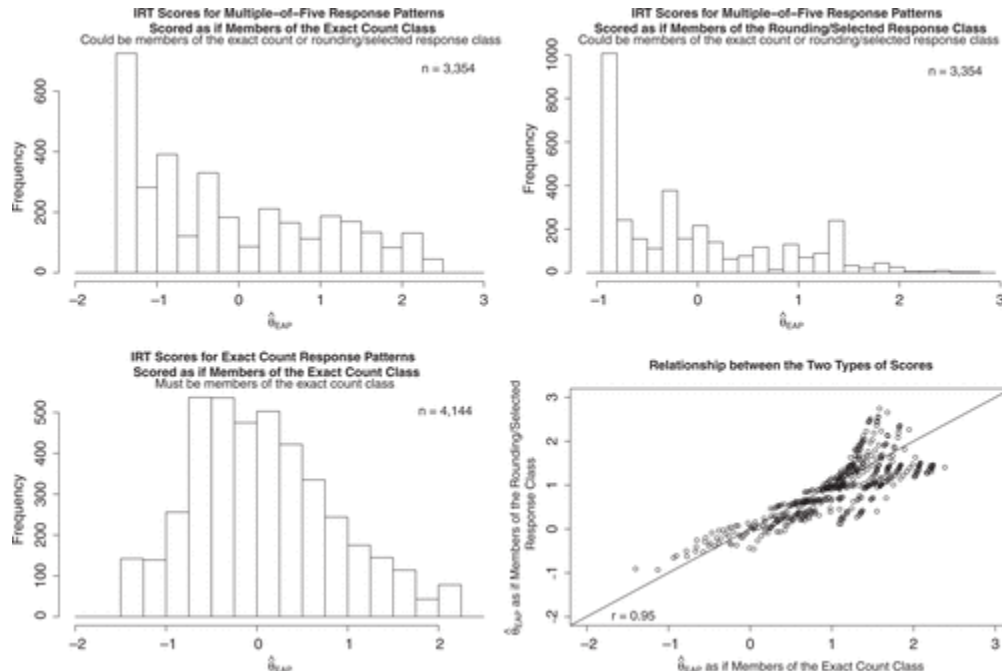 IRT Scores for Multiple-of-Five Response Patterns
Scored as if Members of the Exact Count Class
Could be members of the exact count or rounding/selected response class
n = 3,354
Frequency
0 200 400 600
−2 −1 0 1 2 3
θ̂EAP
IRT Scores for Multiple-of-Five Response Patterns
Scored as if Members of the Rounding/Selected Response Class
Could be members of the exact count or rounding/selected response class
n = 3,354
Frequency
0 200 400 600 800 1000
−1 0 1 2 3
θ̂EAP
IRT Scores for Exact Count Response Patterns
Scored as if Members of the Exact Count Class
Must be members of the exact count class
n = 4,144
Frequency
0 100 200 300 400 500
−2 −1 0 1 2
θ̂EAP
Relationship between the Two Types of Scores
θ̂EAP as if Members of the Rounding/Selected
Response Class
-2 -1 0 1 2 3
r = 0.95
−2 −1 0 1 2 3
θ̂EAP as if Members of the Exact Count Class